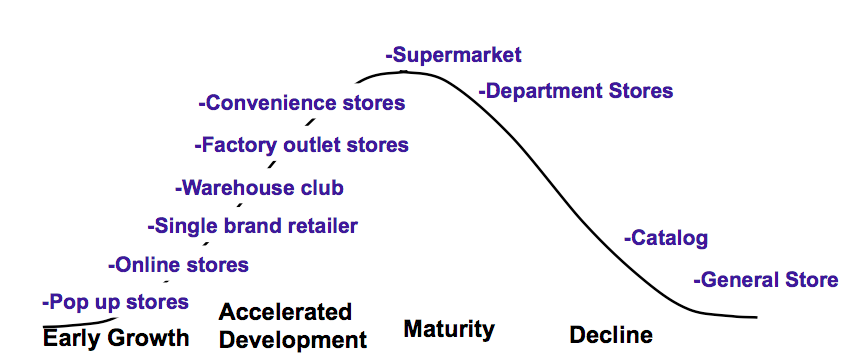 -Supermarket
-Department Stores
-Convenience stores
-Factory outlet stores
-Warehouse club
-Single brand retailer
-Catalog
-Online stores
-General Store
-Pop up stores
Early Growth
Accelerated
Development
Maturity
Decline